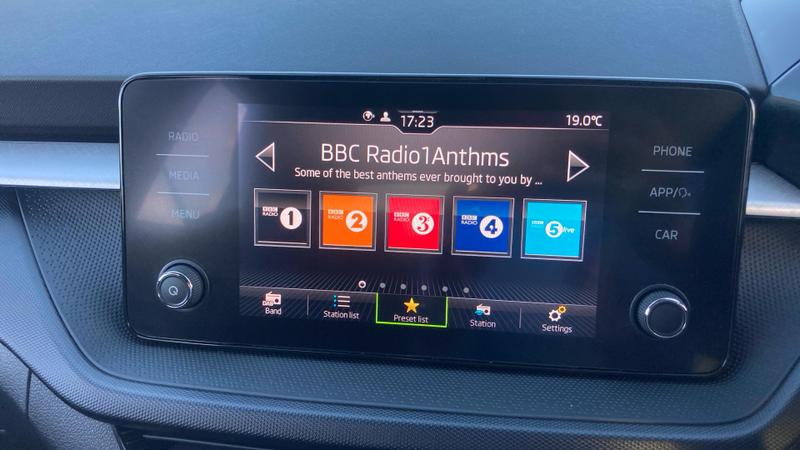 17:23
19.0°C
RADIO
MEDIA
MENU
BBC Radio1Anthms
Some of the best anthems ever brought to you by ...
BBC RADIO 1
BBC RADIO 2
BBC RADIO 3
BBC RADIO 4
BBC RADIO 5 live
DAB
Band
Station list
Preset list
Station
Settings
PHONE
APP/
CAR